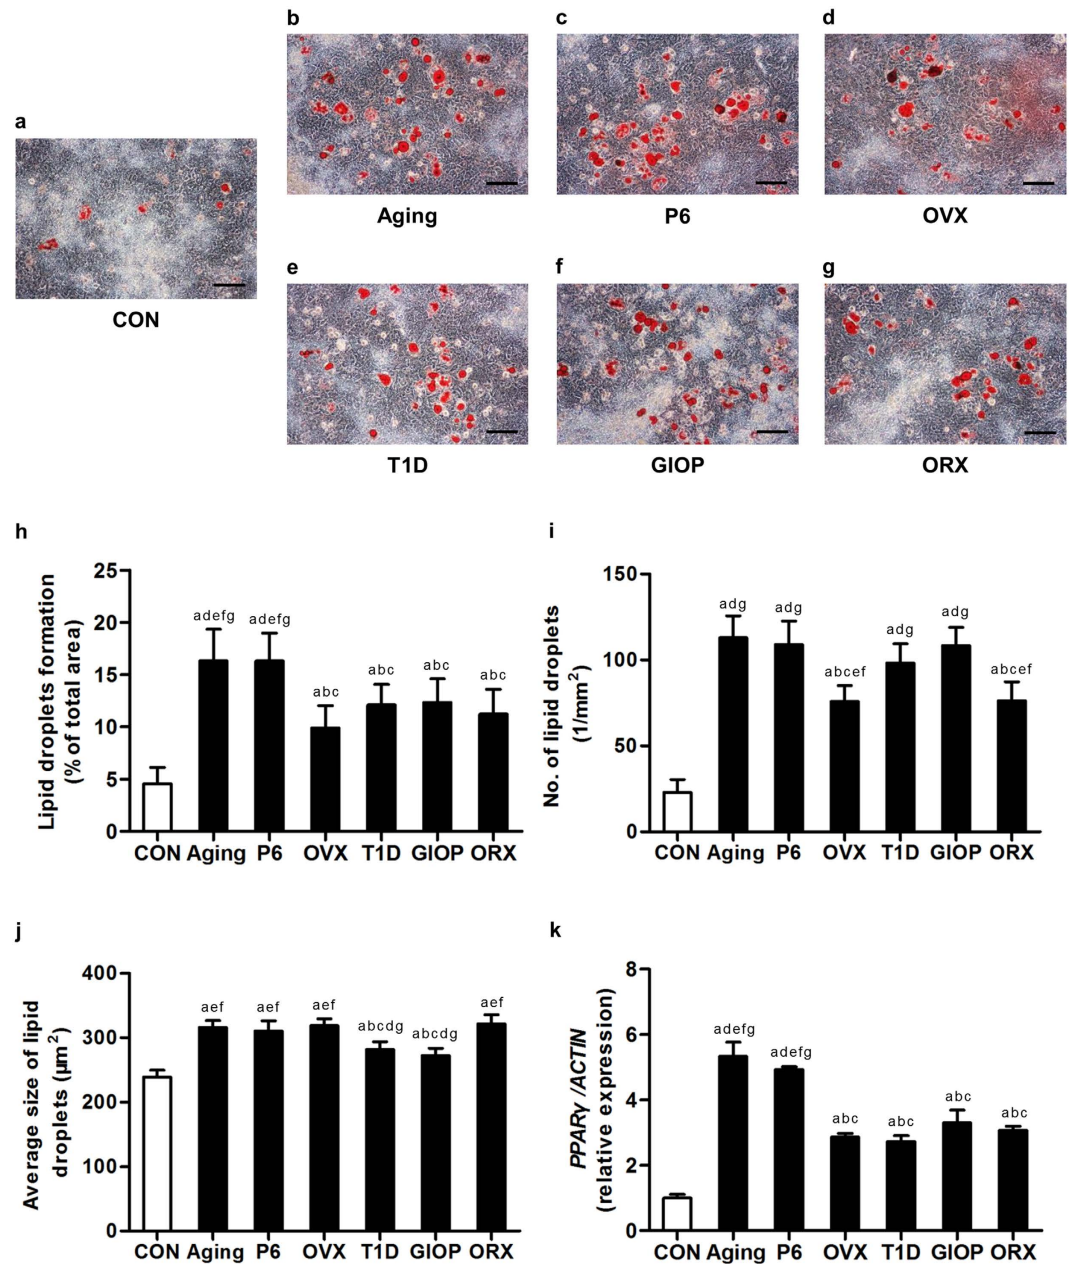 b
c
d
a
Aging
P6
OVX
CON
e
f
g
T1D
GIOP
ORX
h
Lipid droplets formation
(% of total area)
25
20
15
10
5
0
adefg
adefg
abc
abc
abc
abc
CON Aging P6 OVX T1D GIOP ORX
i
No. of lipid droplets
(1/mm²)
150
100
50
0
adg
adg
abcef
adg
adg
abcef
CON Aging P6 OVX T1D GIOP ORX
j
Average size of lipid
droplets (µm²)
400
300
200
100
0
aef
aef
aef
abcdg
abcdg
aef
CON Aging P6 OVX T1D GIOP ORX
k
PPARγ /ACTIN
(relative expression)
8
6
4
2
0
adefg
adefg
abc
abc
abc
abc
CON Aging P6 OVX T1D GIOP ORX